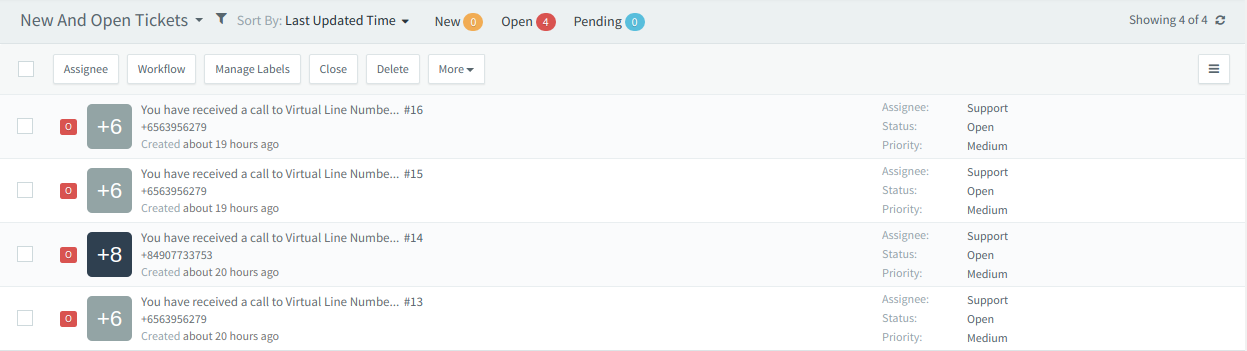 New And Open Tickets Sort By: Last Updated Time New 0 Open 4 Pending 0 Showing 4 of 4
Assignee Workflow Manage Labels Close Delete More
O +6 You have received a call to Virtual Line Numbe... #16 Assignee: Support
+6563956279 Status: Open
Created about 19 hours ago Priority: Medium
O +6 You have received a call to Virtual Line Numbe... #15 Assignee: Support
+6563956279 Status: Open
Created about 19 hours ago Priority: Medium
O +8 You have received a call to Virtual Line Numbe... #14 Assignee: Support
+84907733753 Status: Open
Created about 20 hours ago Priority: Medium
O +6 You have received a call to Virtual Line Numbe... #13 Assignee: Support
+6563956279 Status: Open
Created about 20 hours ago Priority: Medium